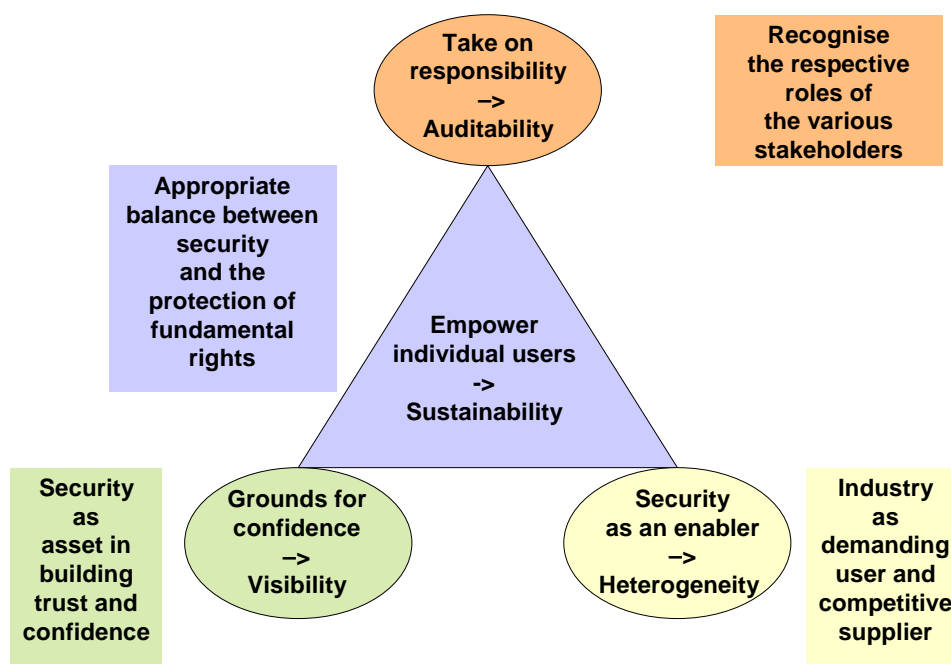 Take on
responsibility
–>
Auditability
Recognise
the respective
roles of
the various
stakeholders
Appropriate
balance between
security
and the
protection of
fundamental
rights
Empower
individual users
->
Sustainability
Security
as
asset in
building
trust and
confidence
Grounds for
confidence
–>
Visibility
Security
as an enabler
–>
Heterogeneity
Industry
as
demanding
user and
competitive
supplier